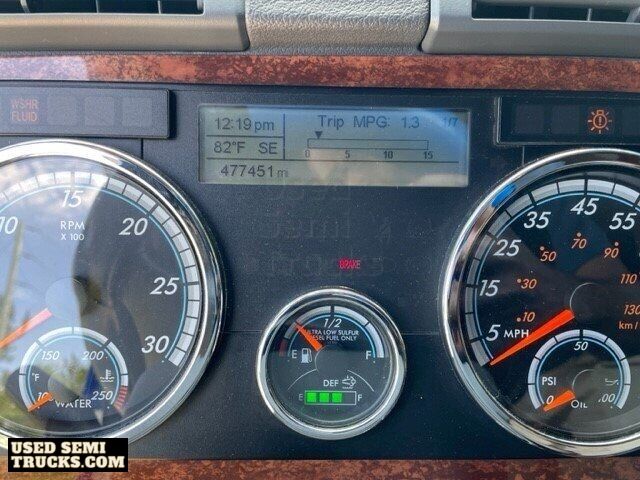 WSHR
FLUID
12:19 pm
Trip MPG: 1.3 1/7
82°F SE
0 5 10 15
477451 mi
10 15 20 25 30
RPM
X 100
150 200 250
°F
WATER
BRAKE
1/2
ULTRA LOW SULFUR
DIESEL FUEL ONLY
E F
DEF
E F
5 15 25 35 45 55
MPH
10 30 50 70 90 110 130
km/
50
PSI
0
OIL
USED SEMI
TRUCKS.COM